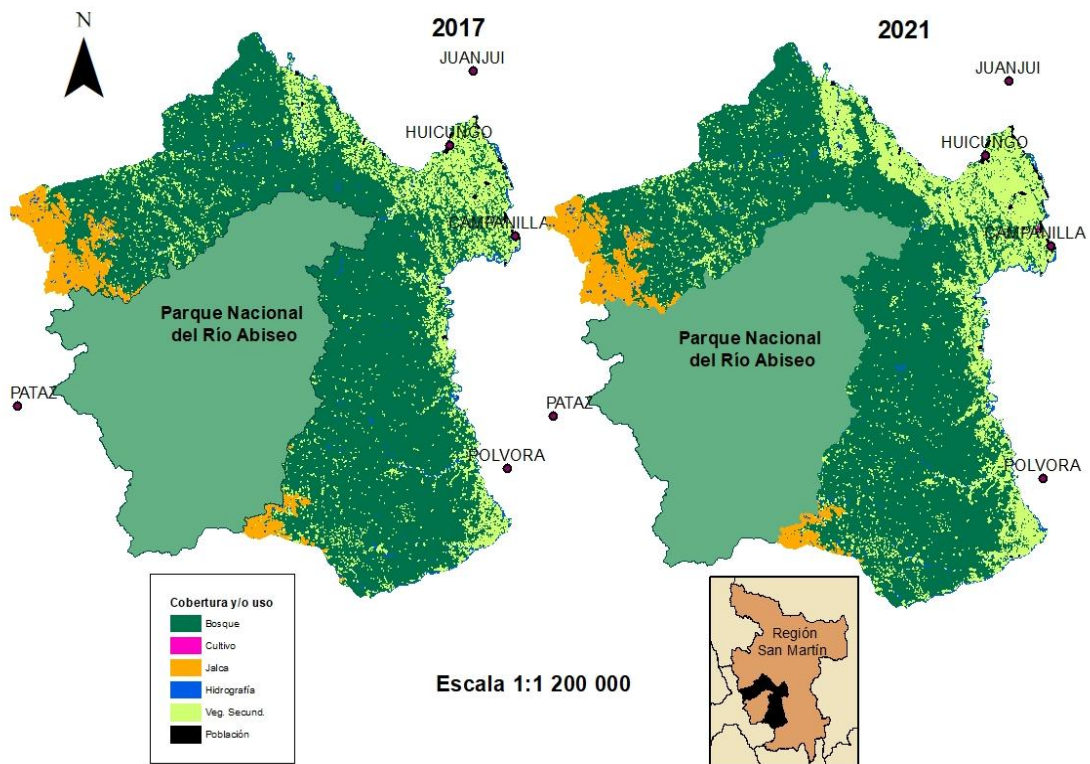 N
2017
JUANJUI
HUICUNGO
CAMPANILLA
Parque Nacional
del Río Abiseo
PATAZ
POLVORA
2021
JUANJUI
HUICUNGO
CAMPANILLA
Parque Nacional
del Río Abiseo
PATAZ
POLVORA
Cobertura y/o uso
Bosque
Cultivo
Jalca
Hidrografía
Veg. Secund.
Población
Escala 1:1 200 000
Región
San Martín